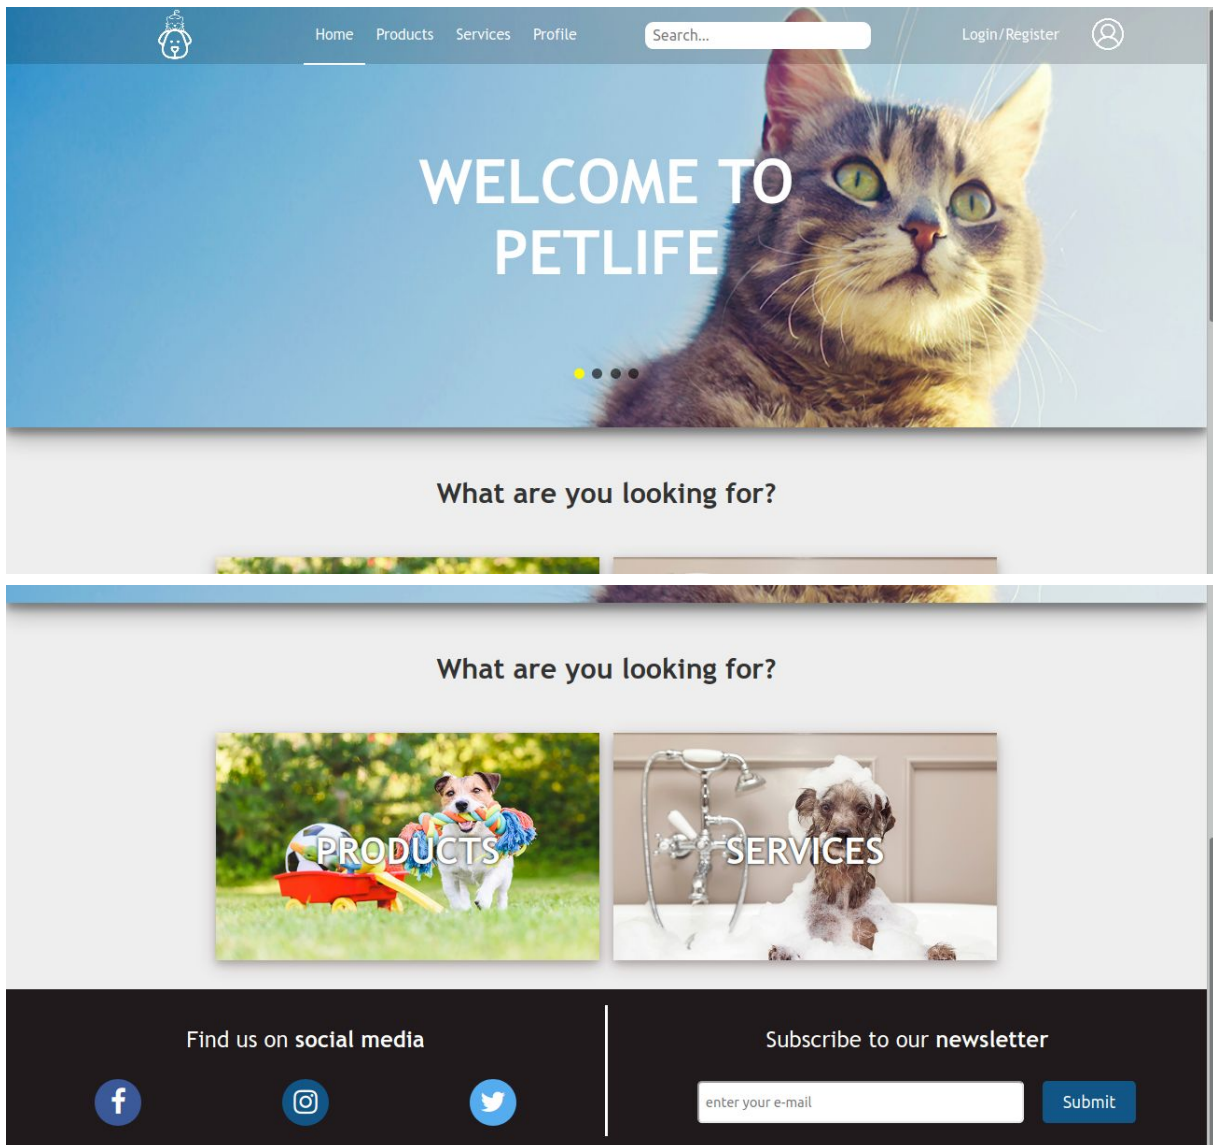 Home Products Services Profile Search... Login/Register
WELCOME TO
PETLIFE
What are you looking for?
What are you looking for?
PRODUCTS SERVICES
Find us on social media Subscribe to our newsletter
enter your e-mail Submit